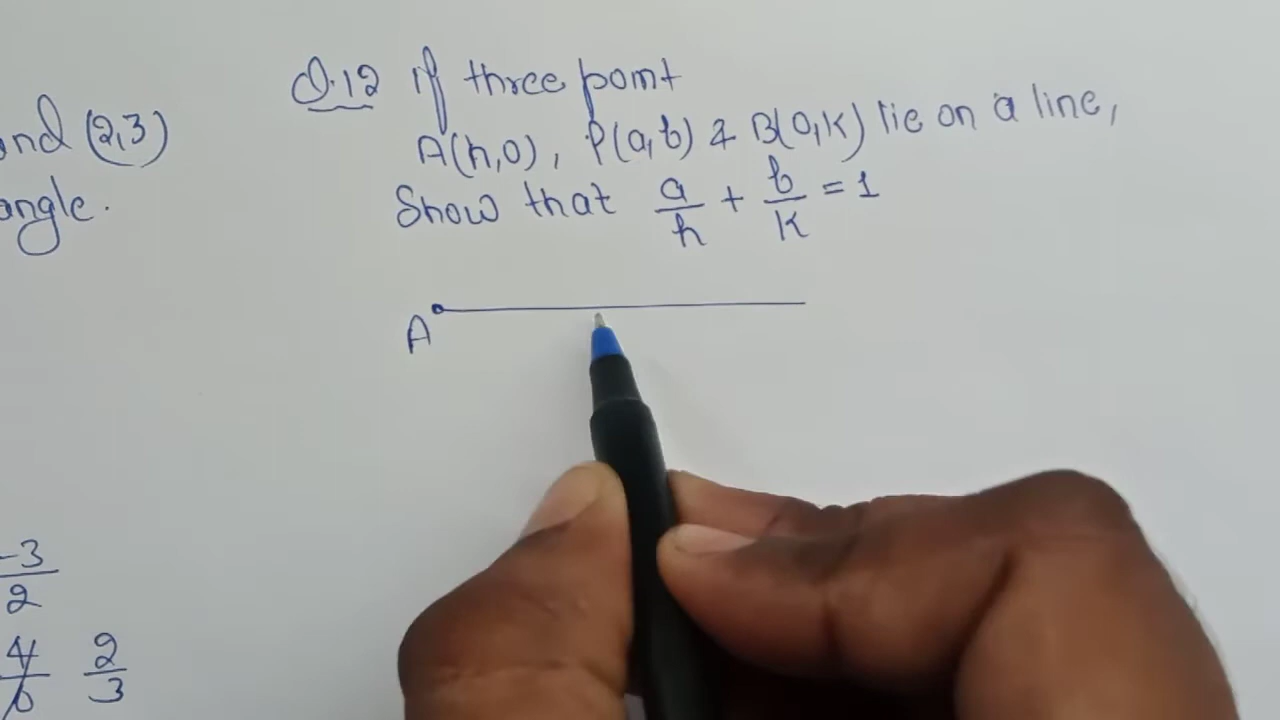 and (2,3)
angle.
Q.12 if three point
A(h,0), P(a,b) & B(0,k) lie on a line,
Show that a/h + b/k = 1
A
-3/2
4/6 2/3